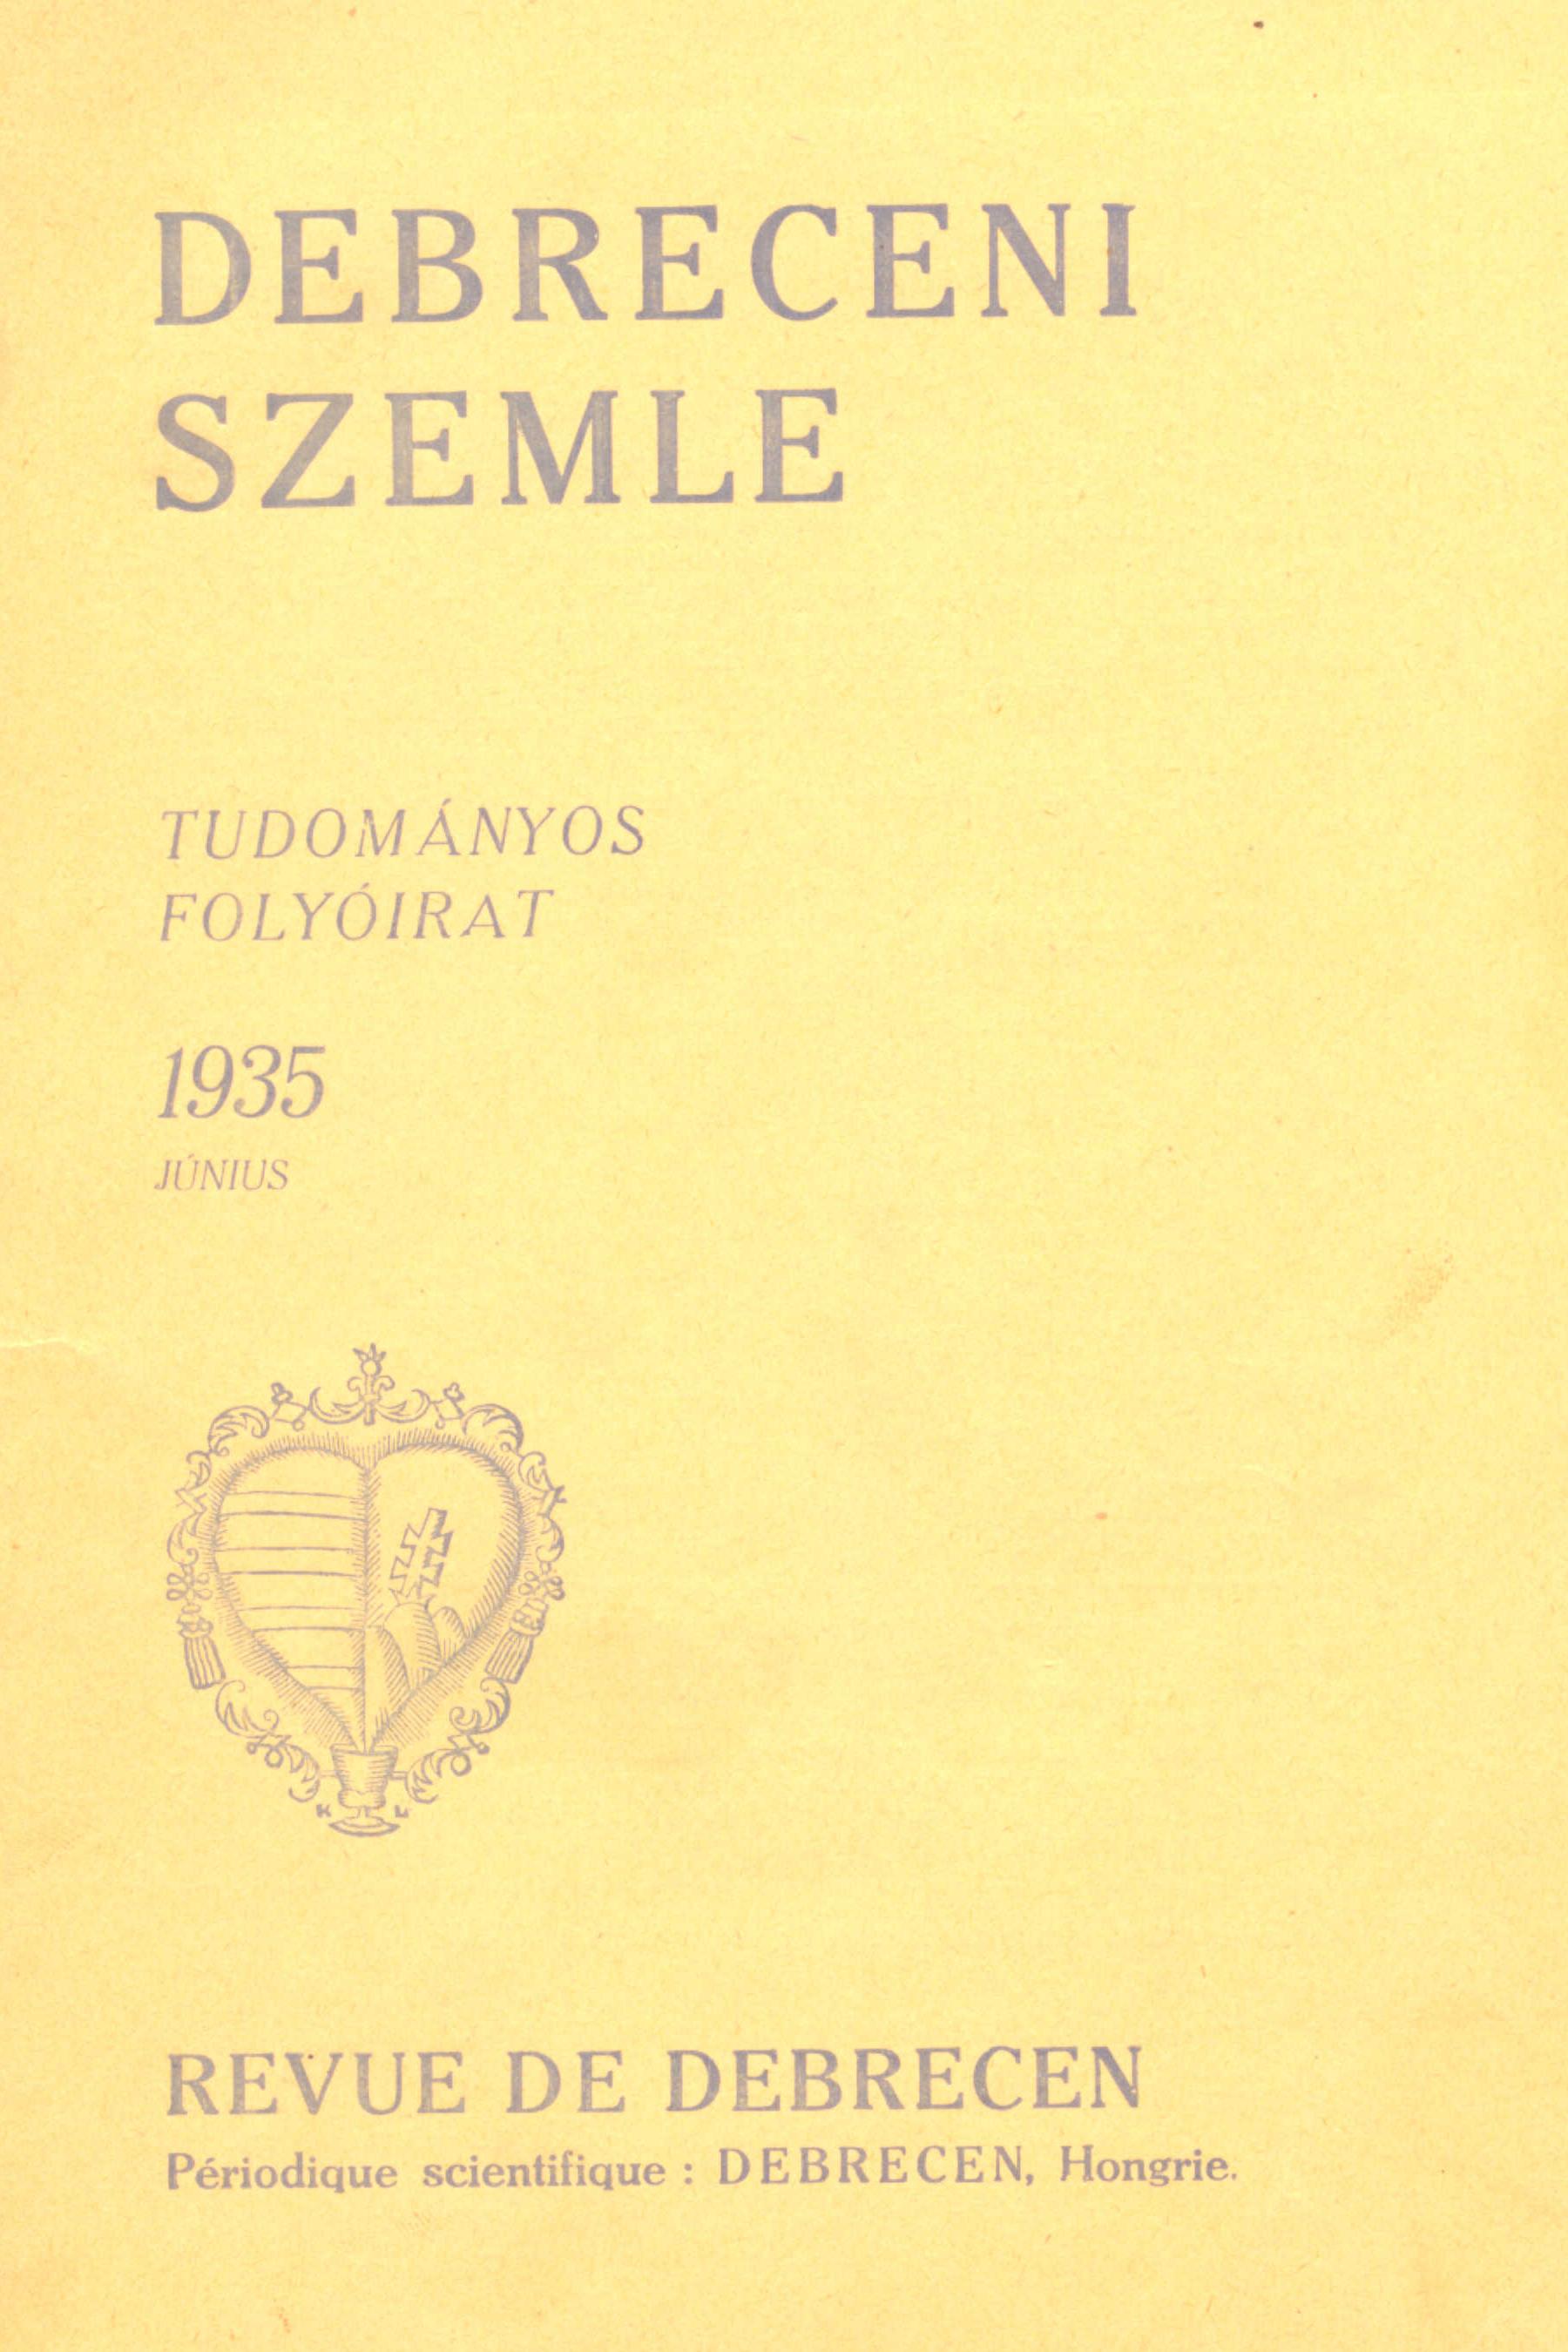 DEBRECENI
SZEMLE
TUDOMÁNYOS
FOLYÓIRAT
1935
JÚNIUS
K L
REVUE DE DEBRECEN
Périodique scientifique : DEBRECEN, Hongrie.